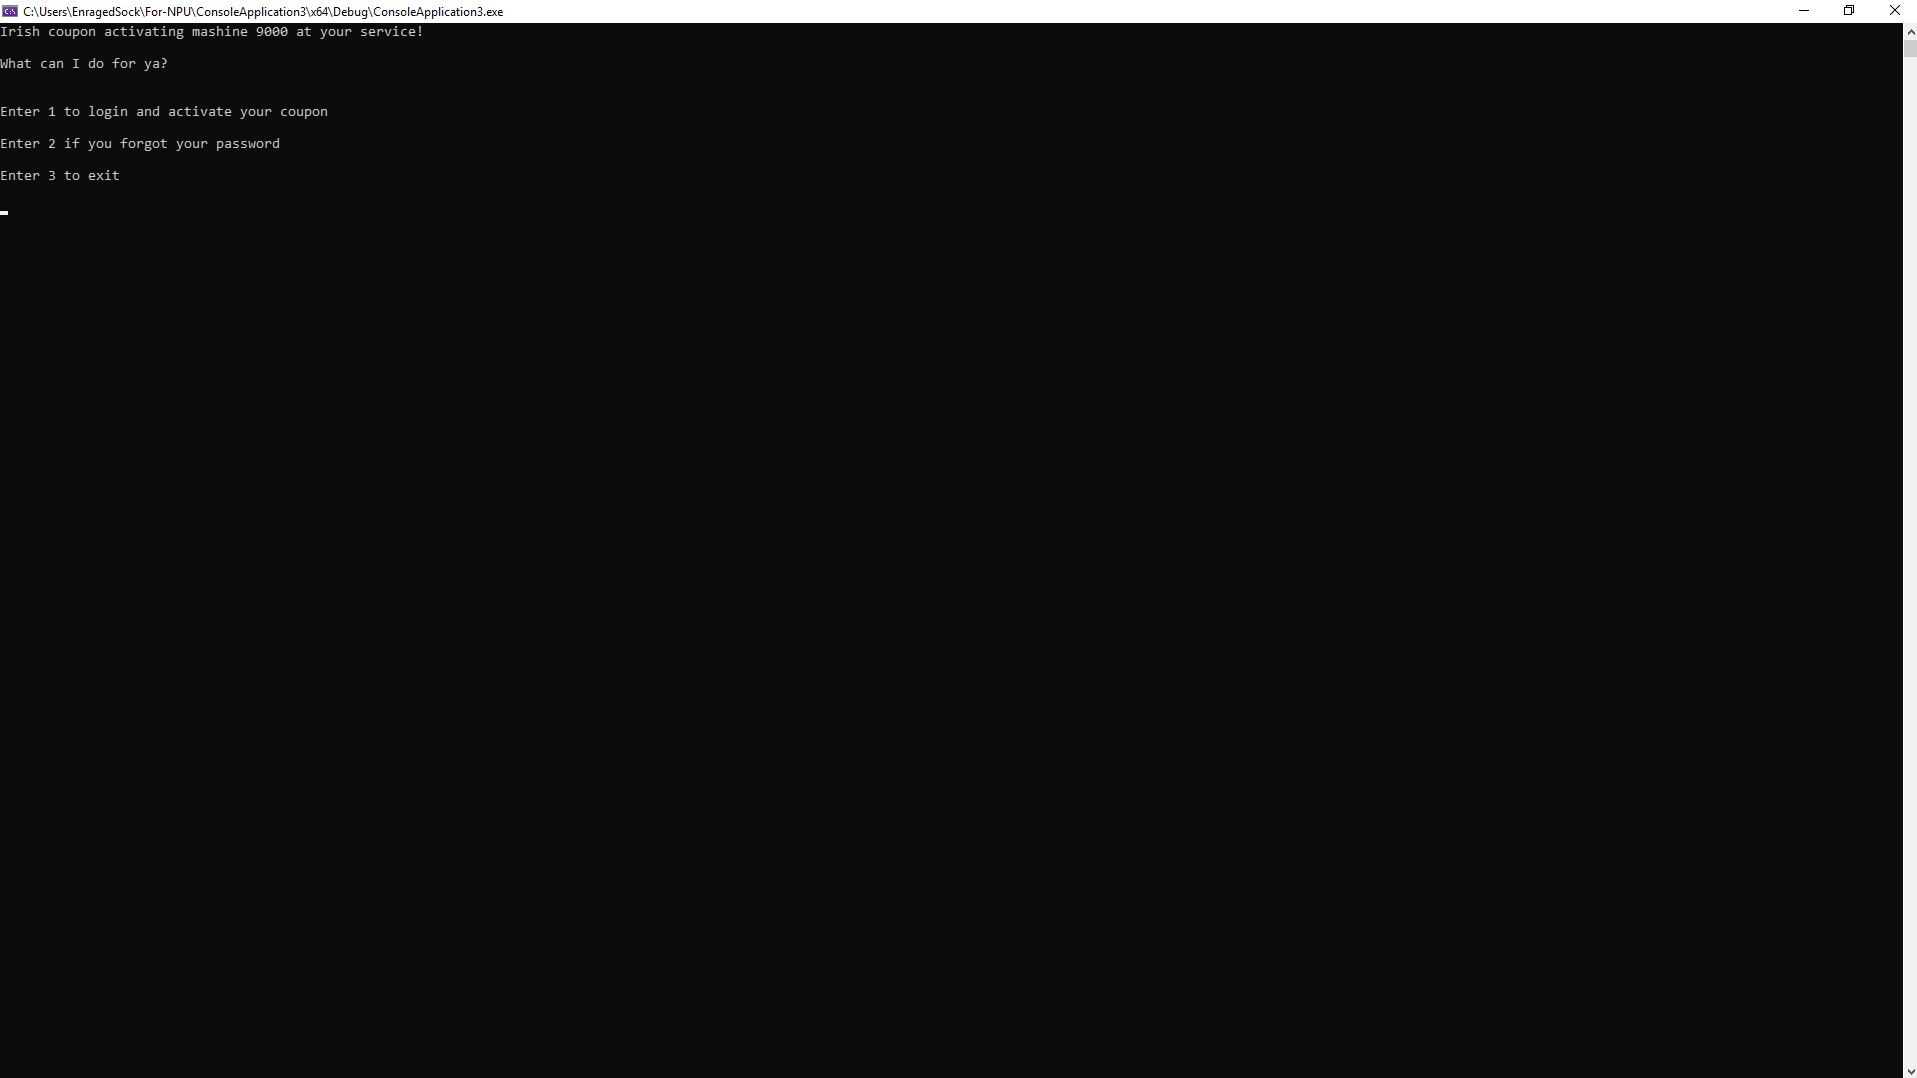 C:\Users\EnragedSock\For-NPU\ConsoleApplication3\x64\Debug\ConsoleApplication3.exe
Irish coupon activating mashine 9000 at your service!
What can I do for ya?
Enter 1 to login and activate your coupon
Enter 2 if you forgot your password
Enter 3 to exit